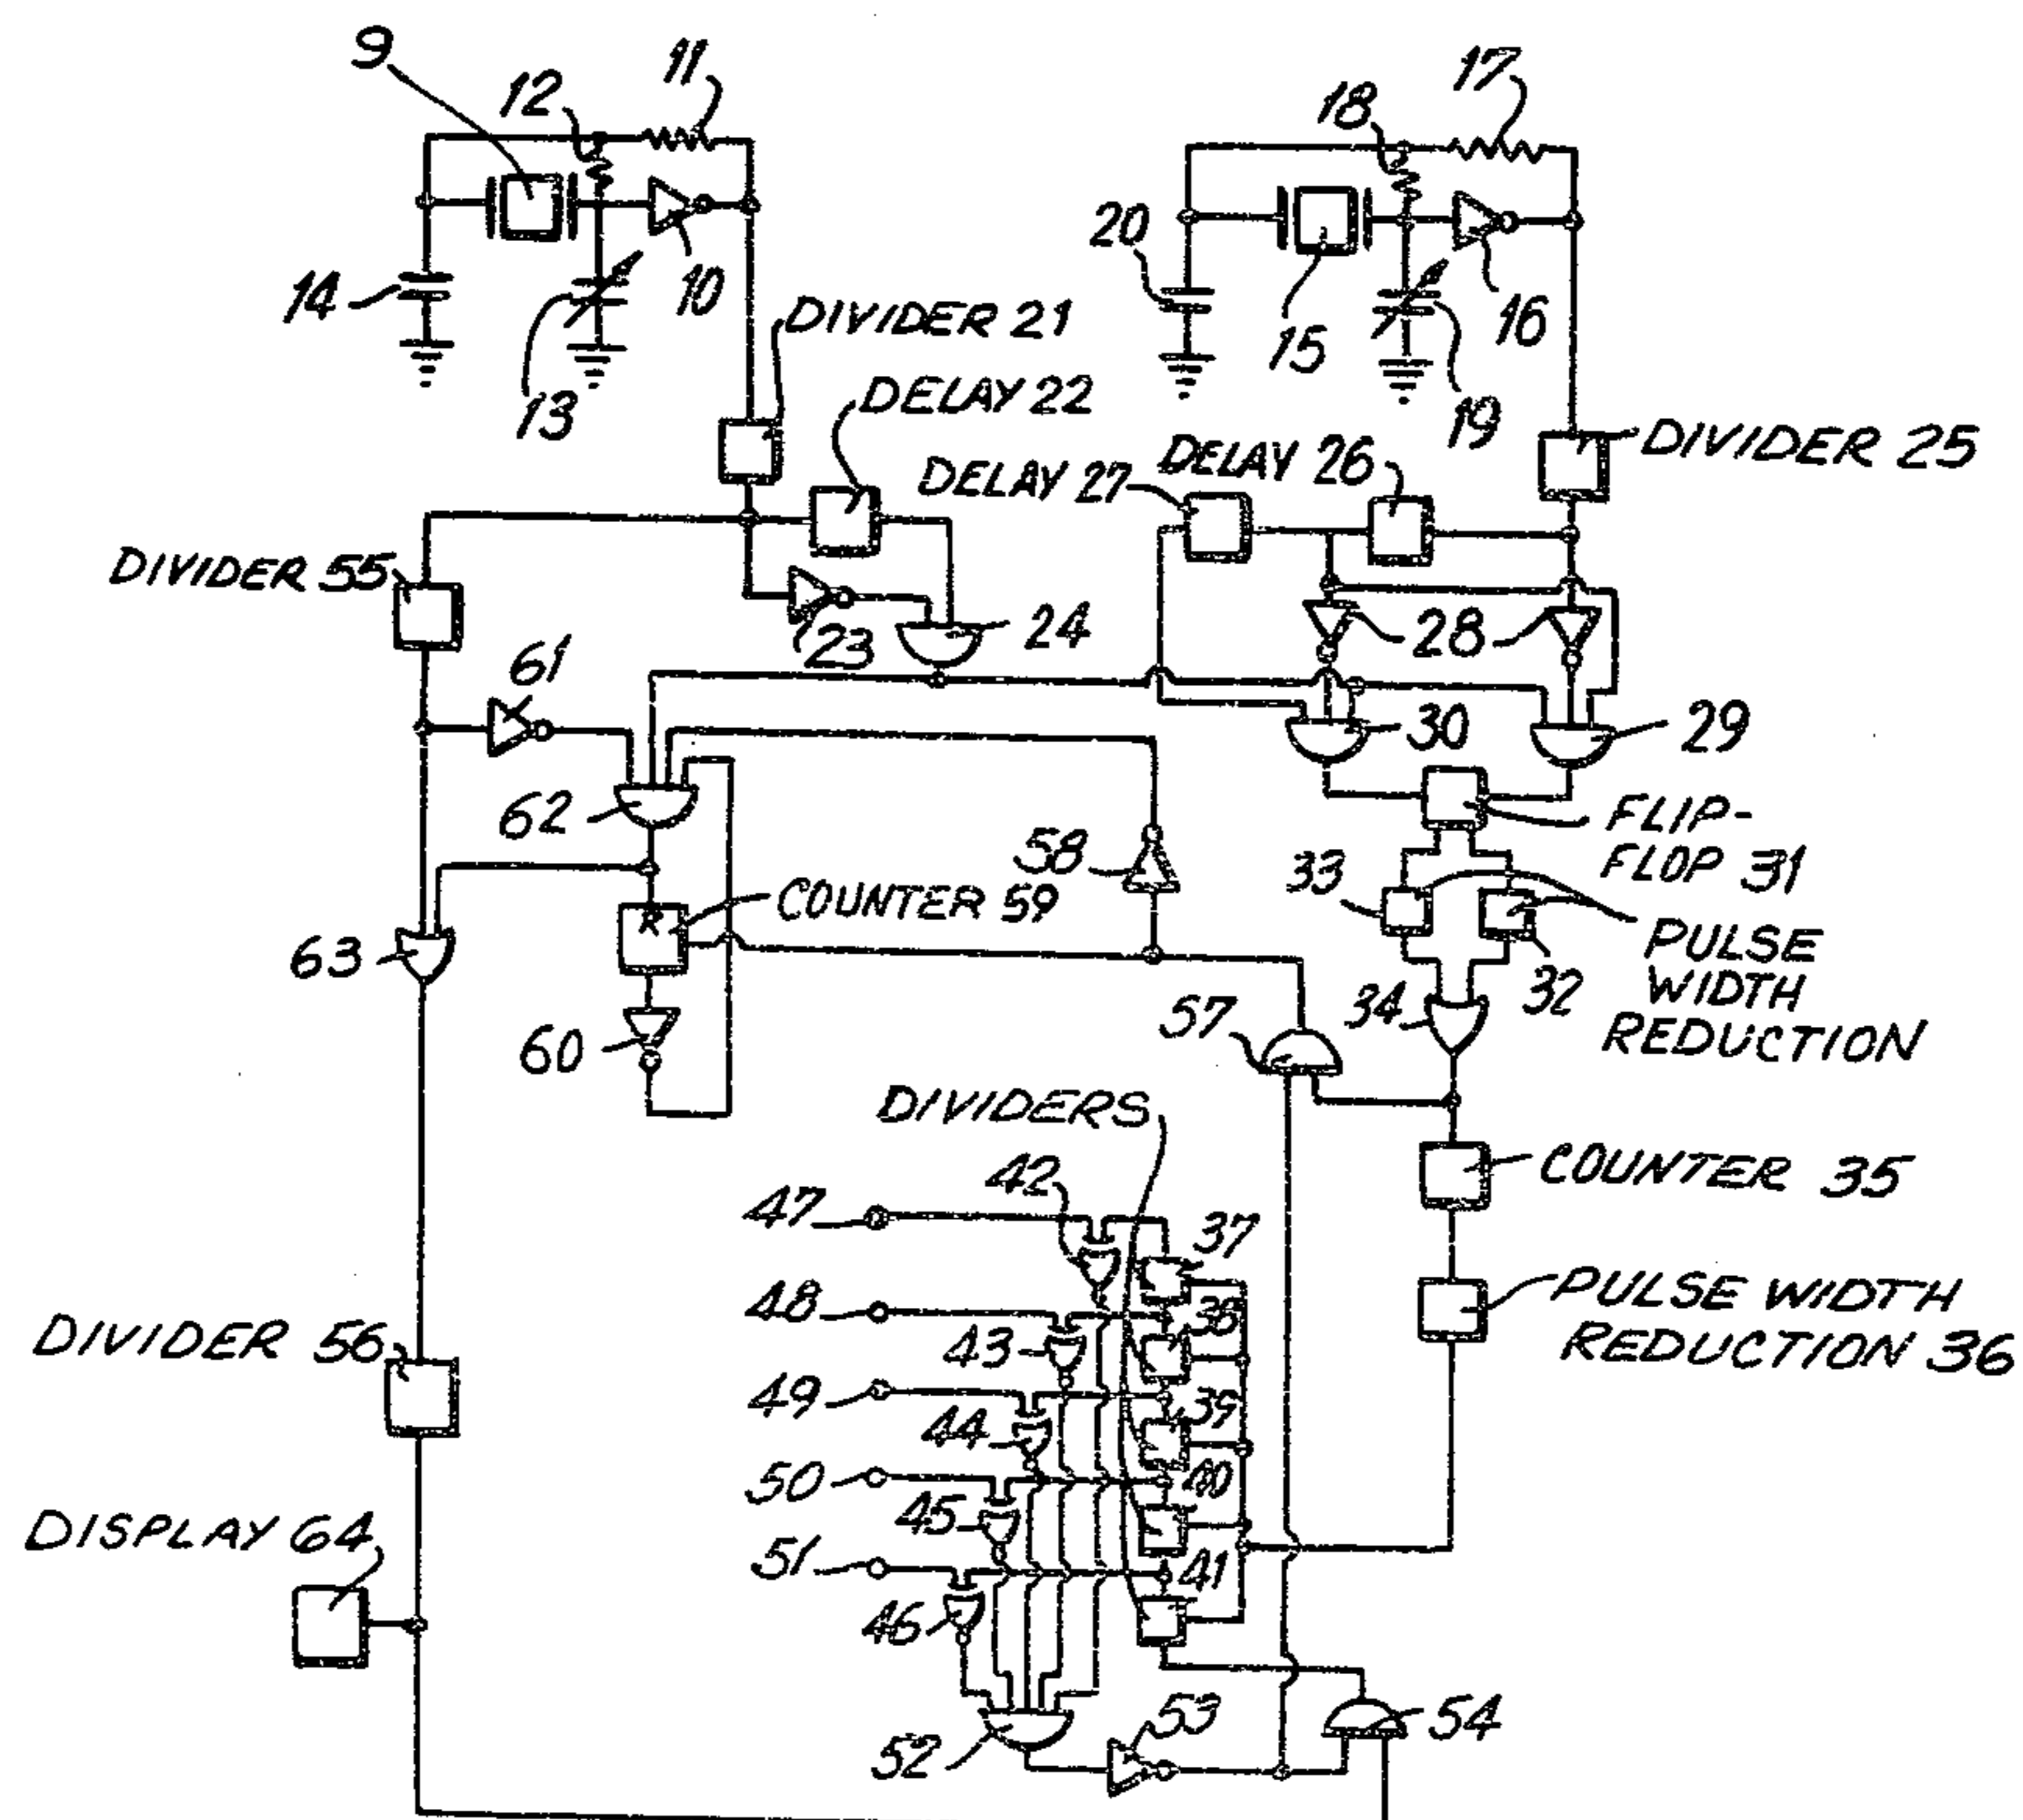 9
12
11
18
17
14
13
10
20
15
19
16
DIVIDER 21
DELAY 22
DELAY 27
DELAY 26
DIVIDER 25
DIVIDER 55
23
24
28
61
30
29
62
58
FLIP-
FLOP 31
33
R
COUNTER 59
PULSE
WIDTH
REDUCTION
63
32
34
60
57
DIVIDERS
COUNTER 35
42
47
37
PULSE WIDTH
REDUCTION 36
48
38
DIVIDER 56
43
49
39
44
50
40
DISPLAY 64
45
51
41
46
53
54
52